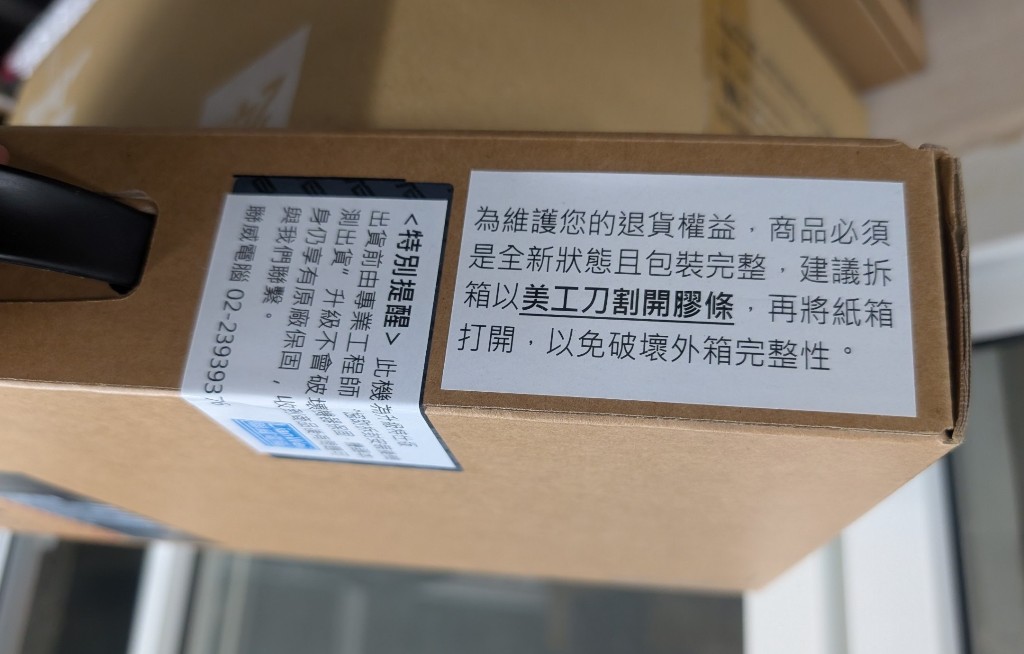 為維護您的退貨權益，商品必須
是全新狀態且包裝完整，建議拆
箱以美工刀割開膠條，再將紙箱
打開，以免破壞外箱完整性。
<特別提醒> 此機
出貨前由專業工程師
測出貨"升級不會破壞
身仍享有原廠保固，以
與我們聯繫。
聯威電腦 02-239393